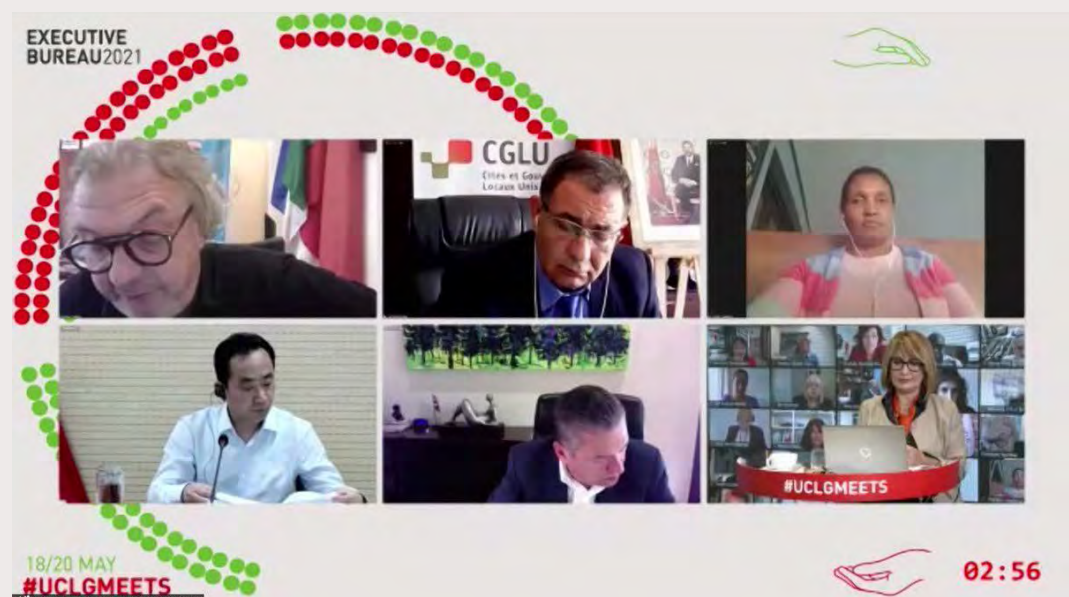 EXECUTIVE
BUREAU2021
CGLU
Cités et Gouv
Locaux Unis
#UCLGMEETS
18/20 MAY
#UCLGMEETS
02:56